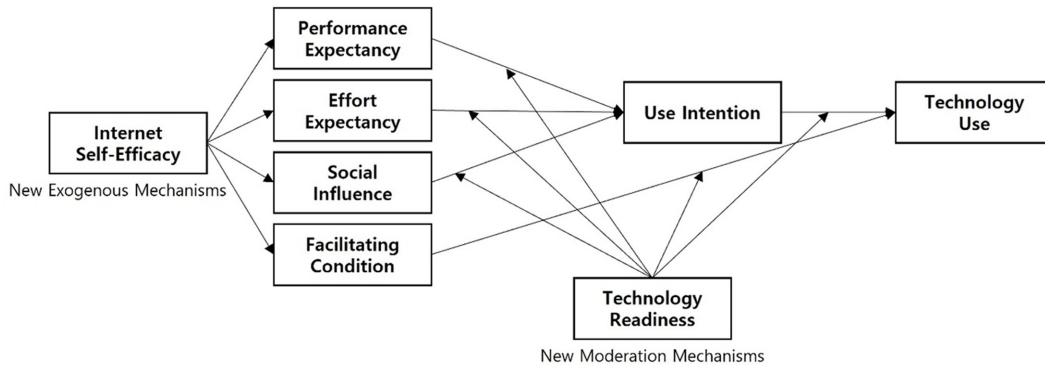 Performance
Expectancy
Effort
Expectancy
Use Intention
Technology
Use
Internet
Self-Efficacy
Social
Influence
New Exogenous Mechanisms
Facilitating
Condition
Technology
Readiness
New Moderation Mechanisms